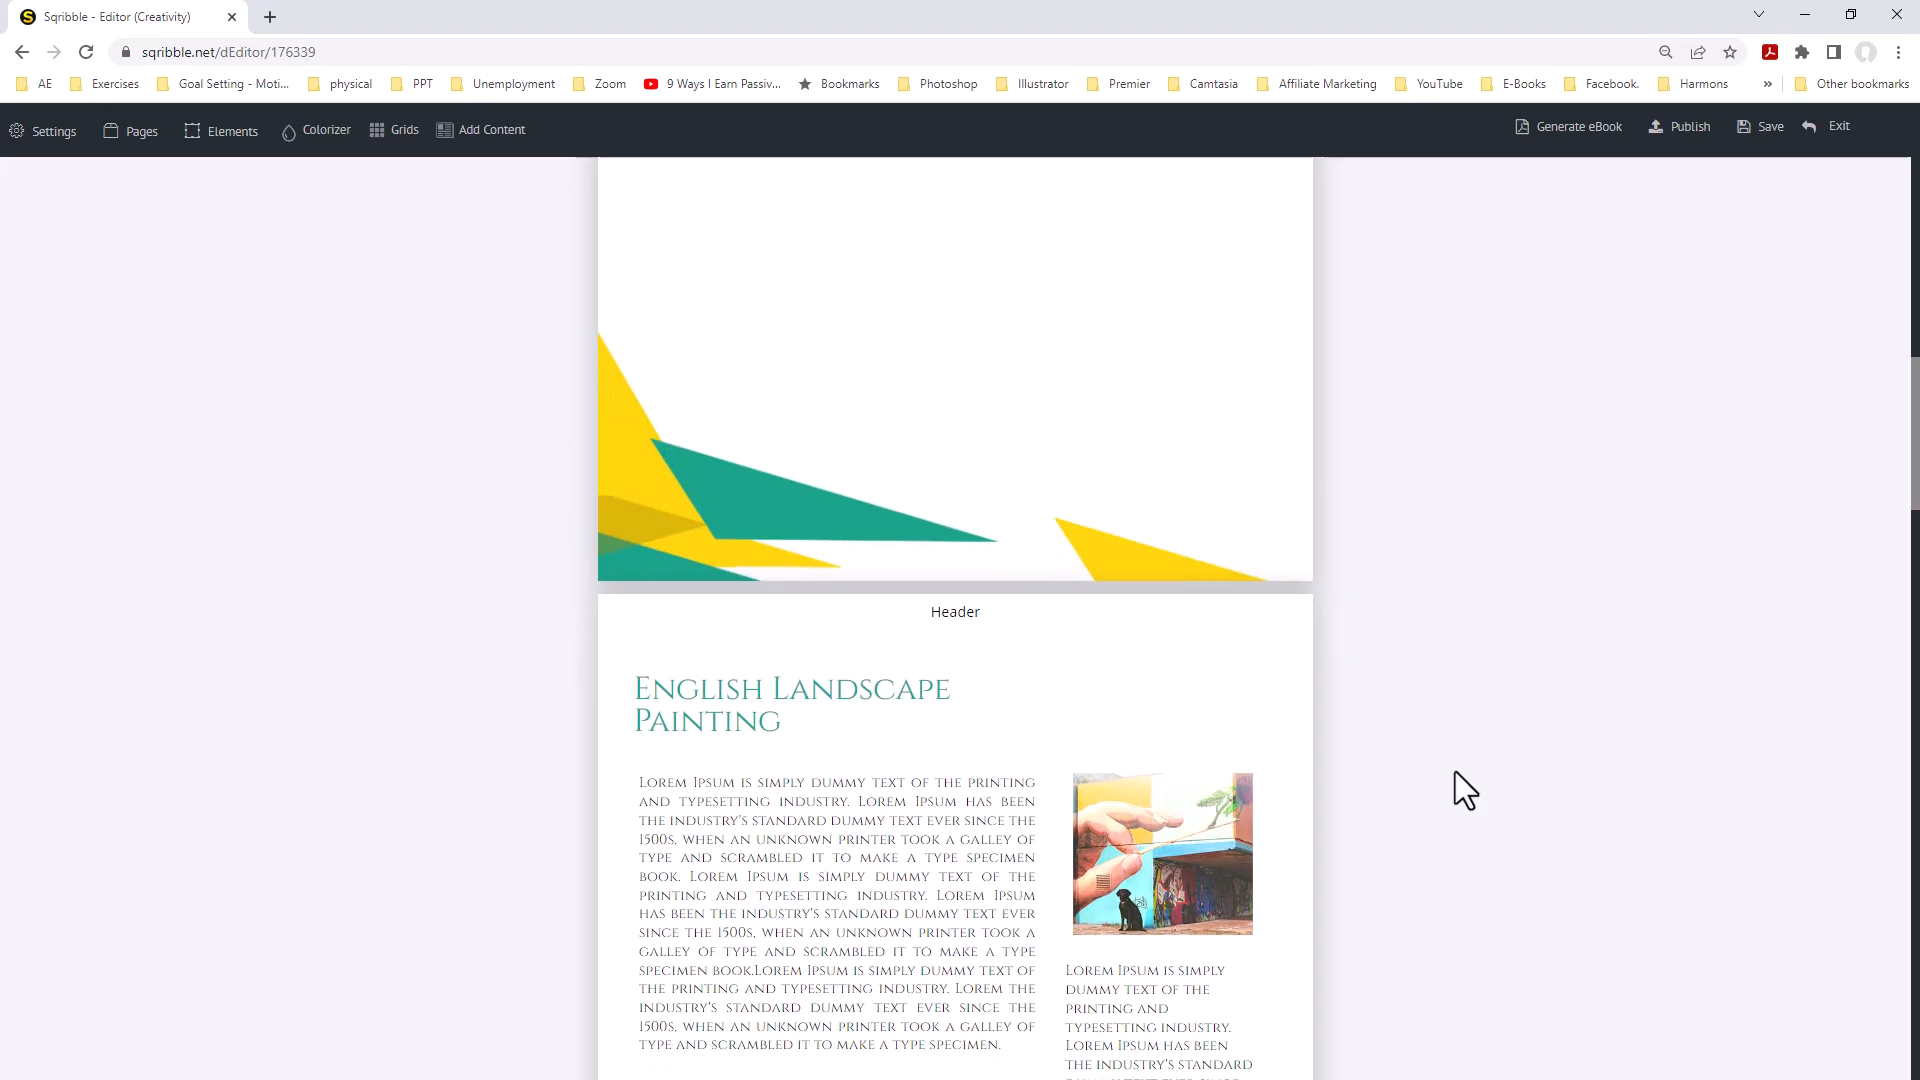 Sqribble - Editor (Creativity)
sqribble.net/dEditor/176339
AE Exercises Goal Setting - Moti... physical PPT Unemployment Zoom 9 Ways I Earn Passiv... Bookmarks Photoshop Illustrator Premier Camtasia Affiliate Marketing YouTube E-Books Facebook. Harmons » Other bookmarks
Settings Pages Elements Colorizer Grids Add Content Generate eBook Publish Save Exit
Header
English Landscape
Painting
Lorem Ipsum is simply dummy text of the printing
and typesetting industry. Lorem Ipsum has been
the industry's standard dummy text ever since the
1500s, when an unknown printer took a galley of
type and scrambled it to make a type specimen
book. Lorem Ipsum is simply dummy text of the
printing and typesetting industry. Lorem Ipsum
has been the industry's standard dummy text ever
since the 1500s, when an unknown printer took a
galley of type and scrambled it to make a type
specimen book.Lorem Ipsum is simply dummy text of
the printing and typesetting industry. Lorem the
industry's standard dummy text ever since the
1500s, when an unknown printer took a galley of
type and scrambled it to make a type specimen.
Lorem Ipsum is simply
dummy text of the
printing and
typesetting industry.
Lorem Ipsum has been
the industry's standard